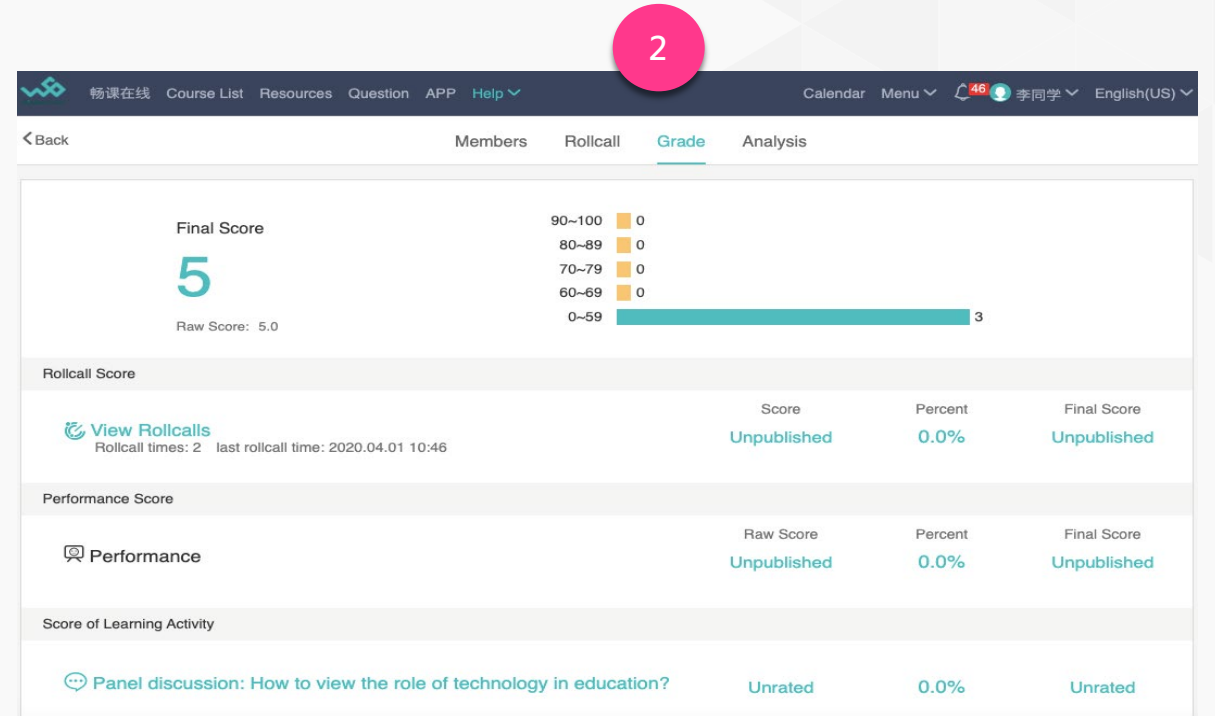 2
畅课在线 Course List Resources Question APP Help Calendar Menu 46 李同学 English(US)
Back Members Rollcall Grade Analysis
Final Score
5
Raw Score: 5.0
90~100 0
80~89 0
70~79 0
60~69 0
0~59 3
Rollcall Score
Score Percent Final Score
View Rollcalls Unpublished 0.0% Unpublished
Rollcall times: 2 last rollcall time: 2020.04.01 10:46
Performance Score
Raw Score Percent Final Score
Performance Unpublished 0.0% Unpublished
Score of Learning Activity
Panel discussion: How to view the role of technology in education? Unrated 0.0% Unrated